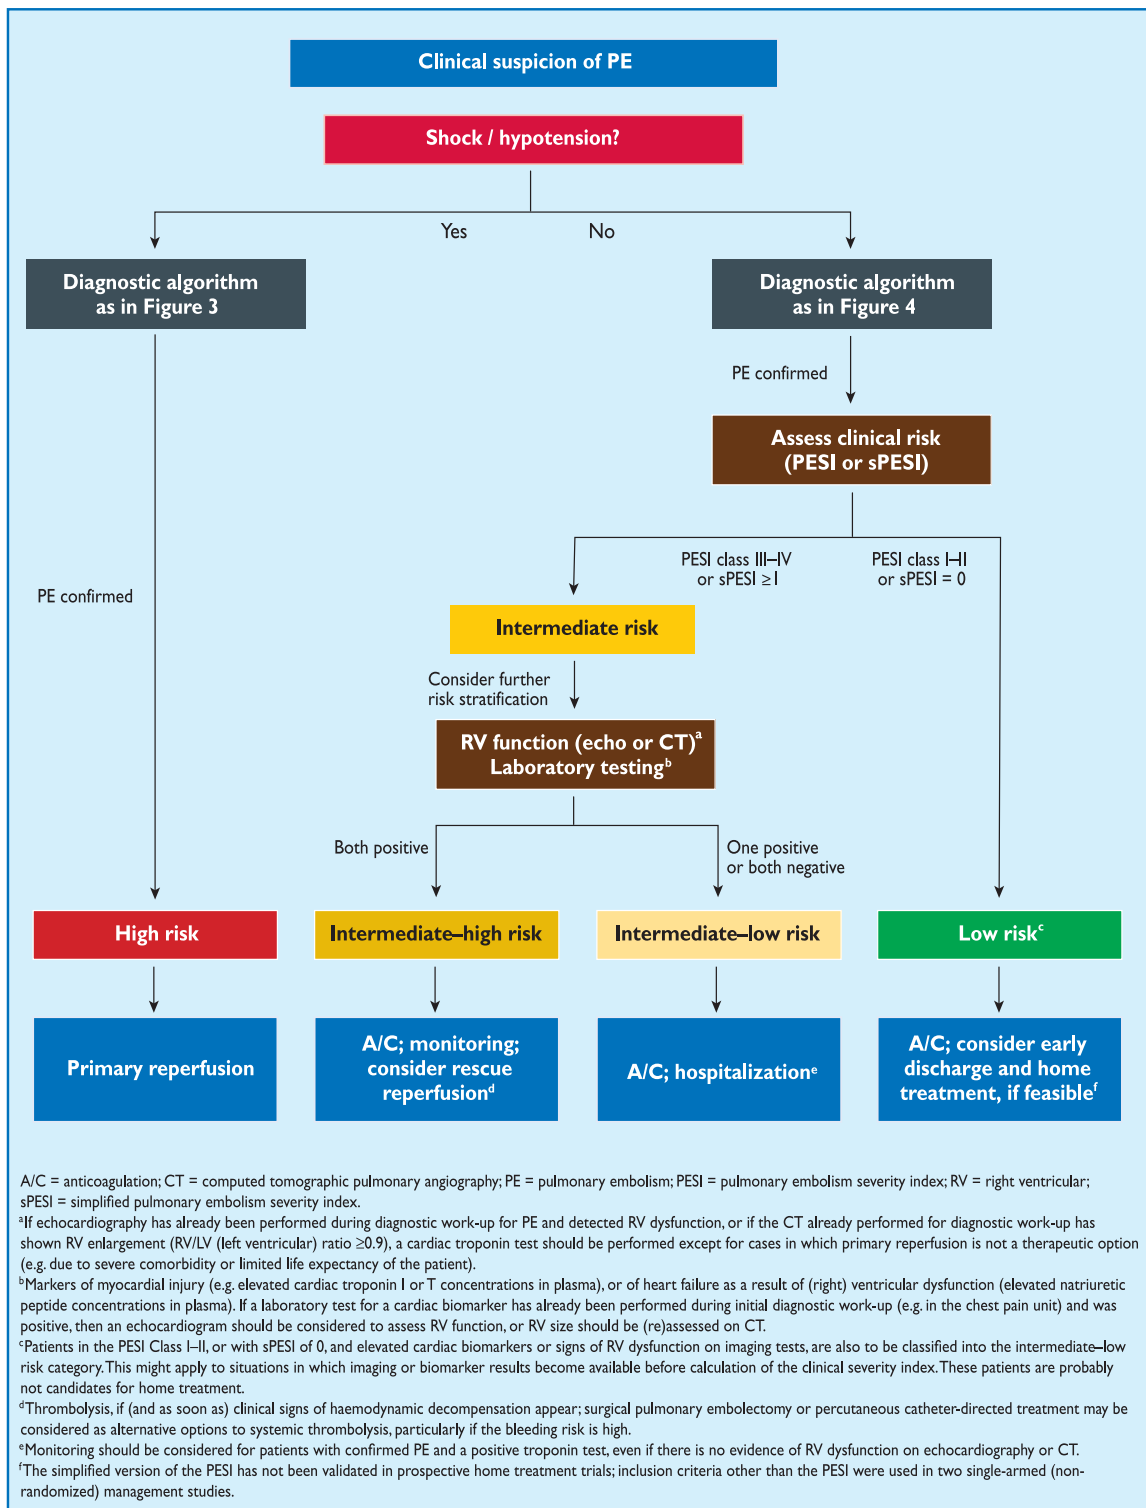 Clinical suspicion of PE
Shock / hypotension?
Yes
No
Diagnostic algorithm
as in Figure 3
Diagnostic algorithm
as in Figure 4
PE confirmed
Assess clinical risk
(PESI or sPESI)
PESI class III–IV
or sPESI ≥I
PESI class I–II
or sPESI = 0
PE confirmed
Intermediate risk
Consider further
risk stratification
RV function (echo or CT)ᵃ
Laboratory testingᵇ
Both positive
One positive
or both negative
High risk
Intermediate–high risk
Intermediate–low risk
Low riskᶜ
Primary reperfusion
A/C; monitoring;
consider rescue
reperfusionᵈ
A/C; hospitalizationᵉ
A/C; consider early
discharge and home
treatment, if feasibleᶠ
A/C = anticoagulation; CT = computed tomographic pulmonary angiography; PE = pulmonary embolism; PESI = pulmonary embolism severity index; RV = right ventricular;
sPESI = simplified pulmonary embolism severity index.
ᵃIf echocardiography has already been performed during diagnostic work-up for PE and detected RV dysfunction, or if the CT already performed for diagnostic work-up has
shown RV enlargement (RV/LV (left ventricular) ratio ≥0.9), a cardiac troponin test should be performed except for cases in which primary reperfusion is not a therapeutic option
(e.g. due to severe comorbidity or limited life expectancy of the patient).
ᵇMarkers of myocardial injury (e.g. elevated cardiac troponin I or T concentrations in plasma), or of heart failure as a result of (right) ventricular dysfunction (elevated natriuretic
peptide concentrations in plasma). If a laboratory test for a cardiac biomarker has already been performed during initial diagnostic work-up (e.g. in the chest pain unit) and was
positive, then an echocardiogram should be considered to assess RV function, or RV size should be (re)assessed on CT.
ᶜPatients in the PESI Class I–II, or with sPESI of 0, and elevated cardiac biomarkers or signs of RV dysfunction on imaging tests, are also to be classified into the intermediate–low
risk category. This might apply to situations in which imaging or biomarker results become available before calculation of the clinical severity index. These patients are probably
not candidates for home treatment.
ᵈThrombolysis, if (and as soon as) clinical signs of haemodynamic decompensation appear; surgical pulmonary embolectomy or percutaneous catheter-directed treatment may be
considered as alternative options to systemic thrombolysis, particularly if the bleeding risk is high.
ᵉMonitoring should be considered for patients with confirmed PE and a positive troponin test, even if there is no evidence of RV dysfunction on echocardiography or CT.
ᶠThe simplified version of the PESI has not been validated in prospective home treatment trials; inclusion criteria other than the PESI were used in two single-armed (non-
randomized) management studies.